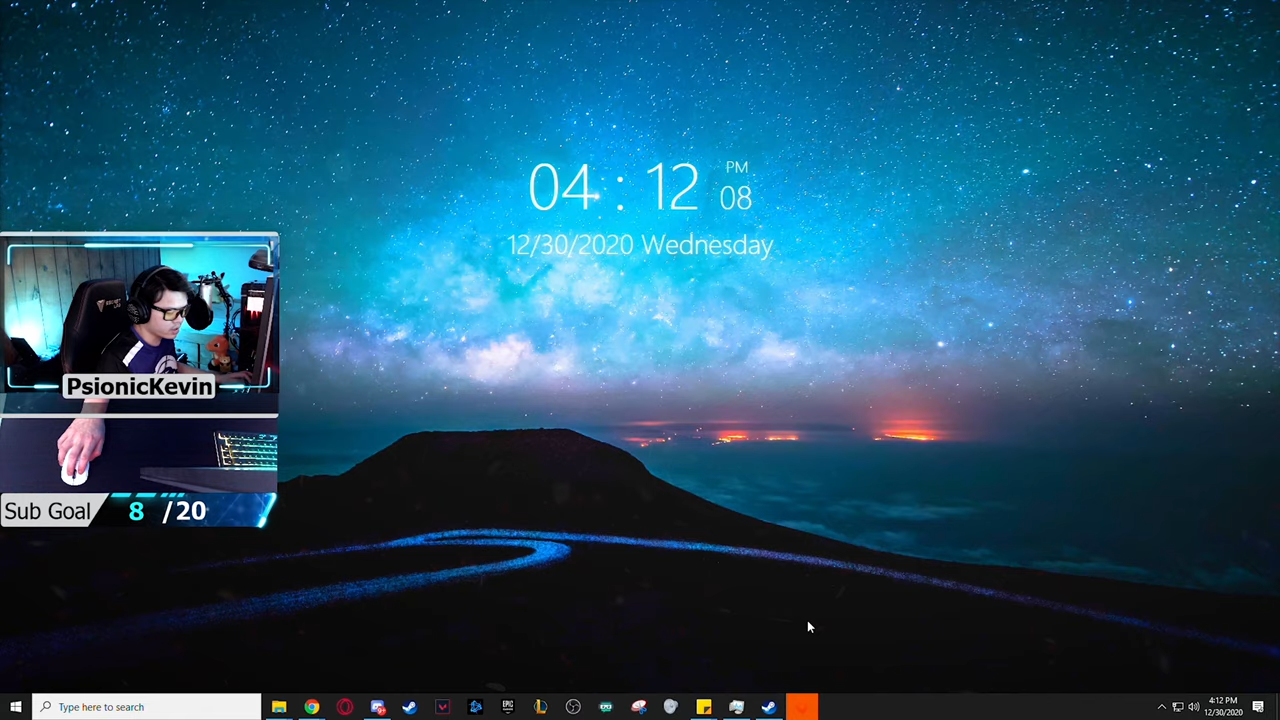 04 : 12
PM
08
12/30/2020 Wednesday
PsionicKevin
Sub Goal 8 /20
Type here to search
EPIC
4:12 PM
12/30/2020